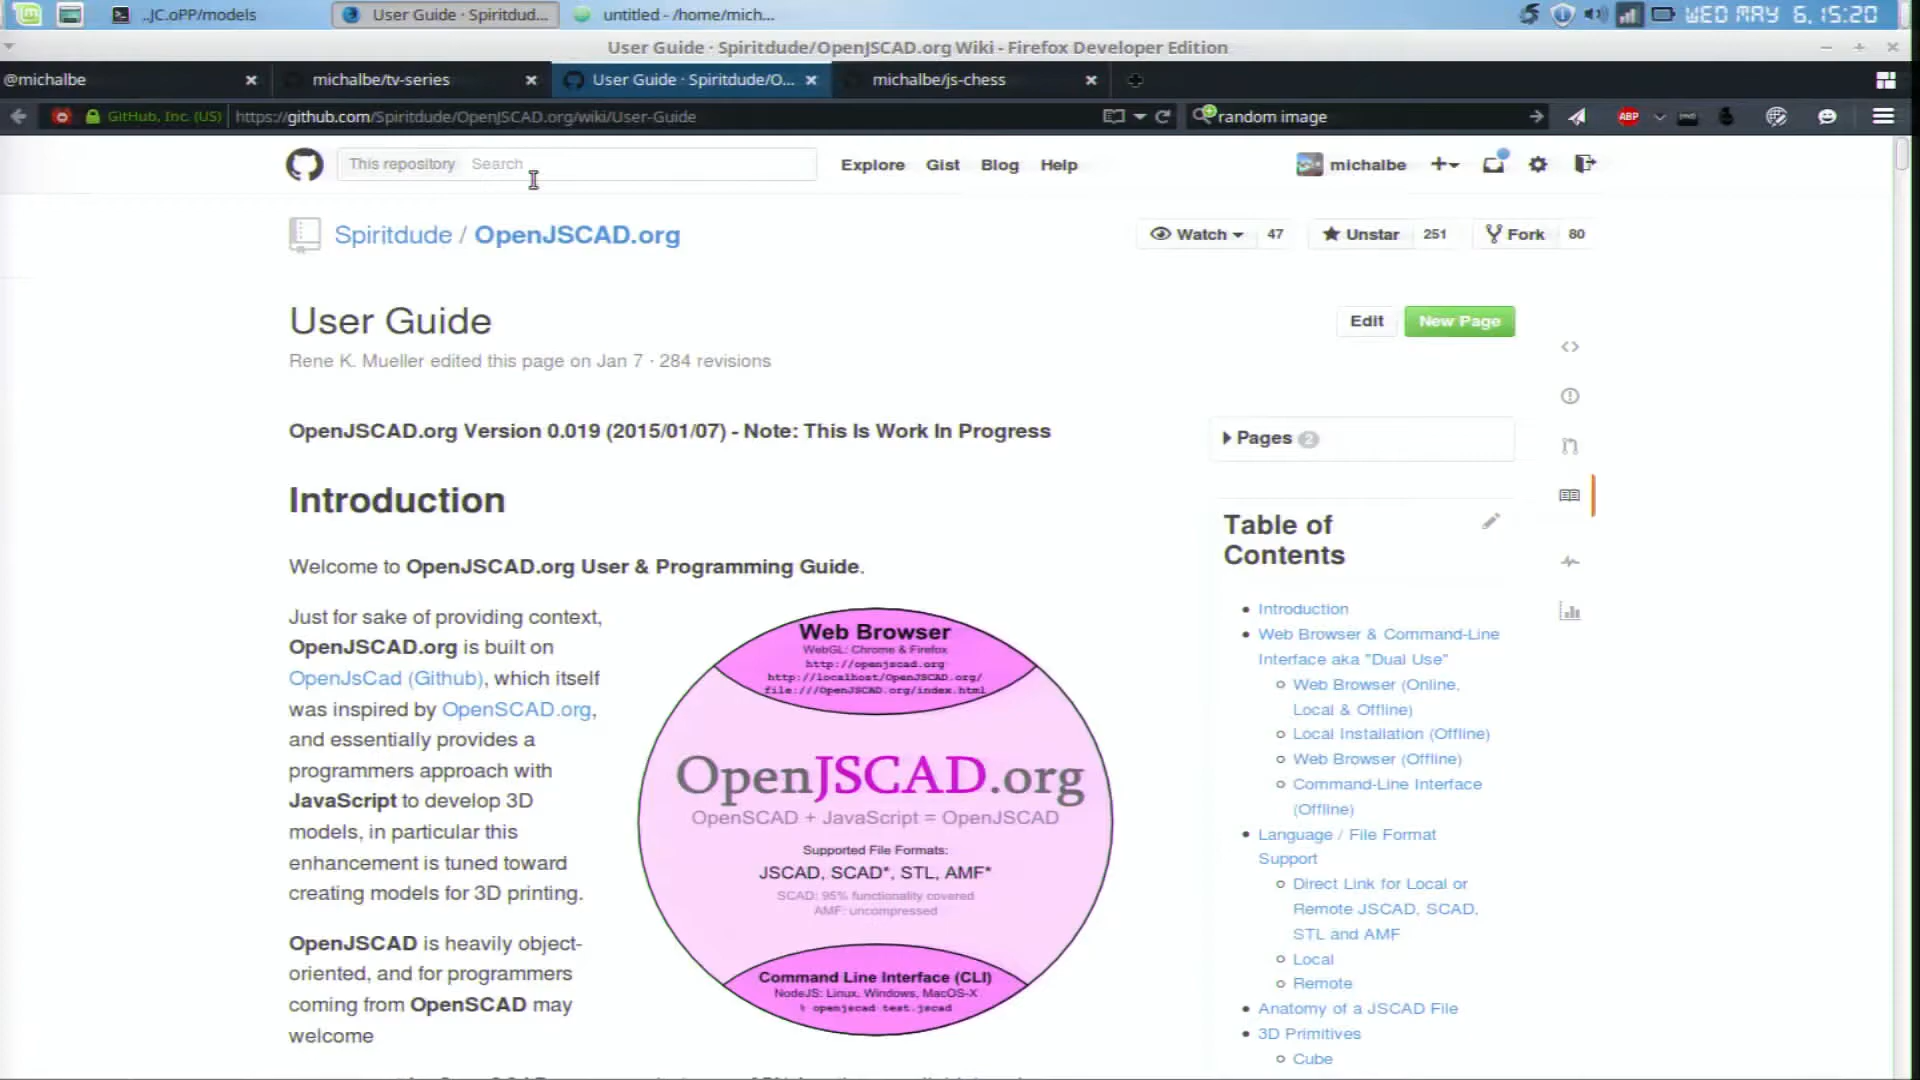 ..JC.oPP/models
User Guide · Spiritdud...
untitled - /home/mich...
WED MAY 6, 15:20
User Guide · Spiritdude/OpenJSCAD.org Wiki - Firefox Developer Edition
@michalbe
michalbe/tv-series
User Guide · Spiritdude/O...
michalbe/js-chess
GitHub, Inc. (US)
https://github.com/Spiritdude/OpenJSCAD.org/wiki/User-Guide
random image
ABP
This repository Search
Explore Gist Blog Help
michalbe
Spiritdude / OpenJSCAD.org
Watch 47
Unstar 251
Fork 80
User Guide
Edit
New Page
Rene K. Mueller edited this page on Jan 7 · 284 revisions
OpenJSCAD.org Version 0.019 (2015/01/07) - Note: This Is Work In Progress
Introduction
Welcome to OpenJSCAD.org User & Programming Guide.
Just for sake of providing context,
OpenJSCAD.org is built on
OpenJsCad (Github), which itself
was inspired by OpenSCAD.org,
and essentially provides a
programmers approach with
JavaScript to develop 3D
models, in particular this
enhancement is tuned toward
creating models for 3D printing.
OpenJSCAD is heavily object-
oriented, and for programmers
coming from OpenSCAD may
welcome
Web Browser
WebGL: Chrome & Firefox
http://openjscad.org
http://localhost/OpenJSCAD.org/
file:///OpenJSCAD.org/index.html
OpenJSCAD.org
OpenSCAD + JavaScript = OpenJSCAD
Supported File Formats:
JSCAD, SCAD*, STL, AMF*
SCAD: 95% functionality covered
AMF: uncompressed
Command Line Interface (CLI)
NodeJS: Linux, Windows, MacOS-X
% openjscad test.jscad
Pages 2
Table of
Contents
Introduction
Web Browser & Command-Line
Interface aka "Dual Use"
Web Browser (Online,
Local & Offline)
Local Installation (Offline)
Web Browser (Offline)
Command-Line Interface
(Offline)
Language / File Format
Support
Direct Link for Local or
Remote JSCAD, SCAD,
STL and AMF
Local
Remote
Anatomy of a JSCAD File
3D Primitives
Cube